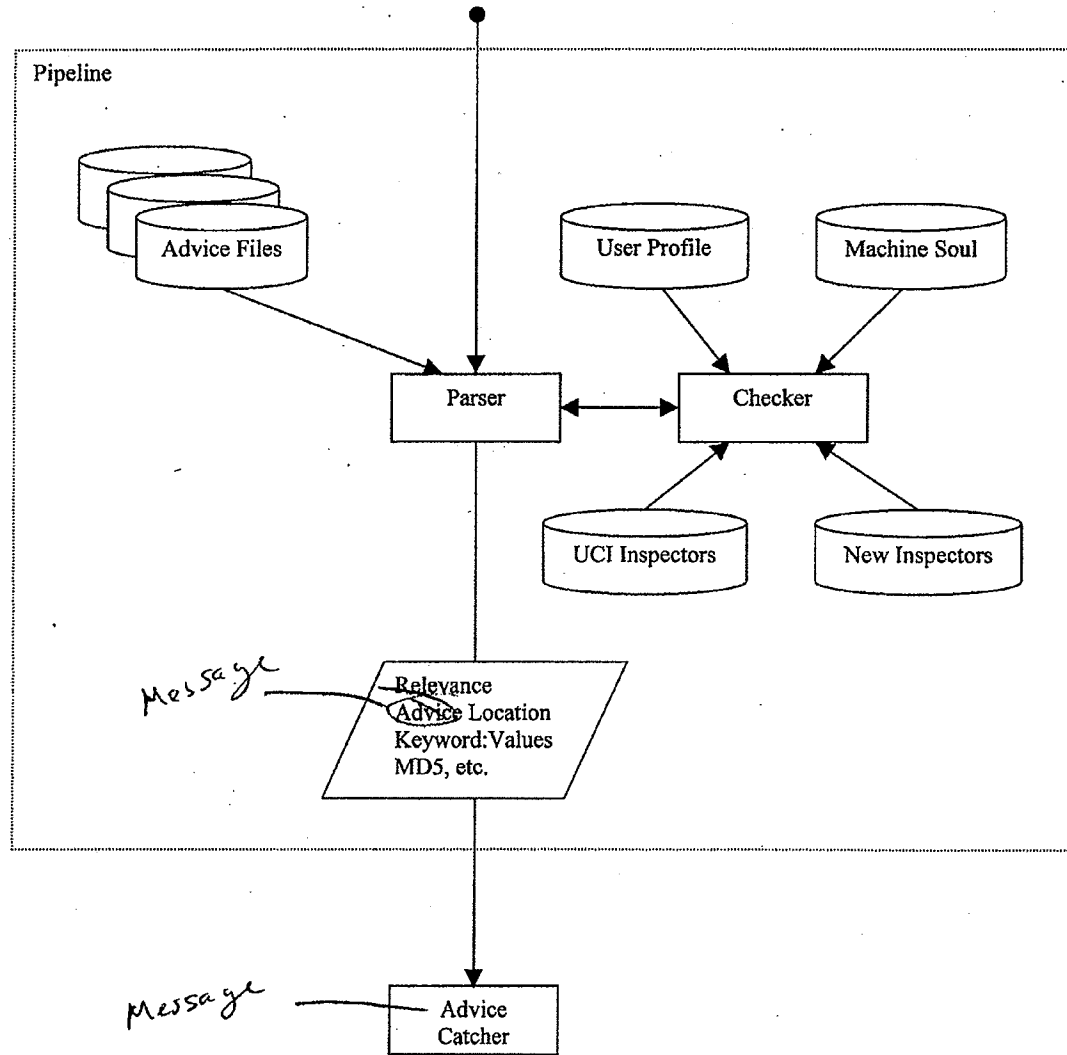 Pipeline
Advice Files
User Profile
Machine Soul
Parser
Checker
UCI Inspectors
New Inspectors
Message
Relevance
Advice Location
Keyword:Values
MD5, etc.
Message
Advice
Catcher